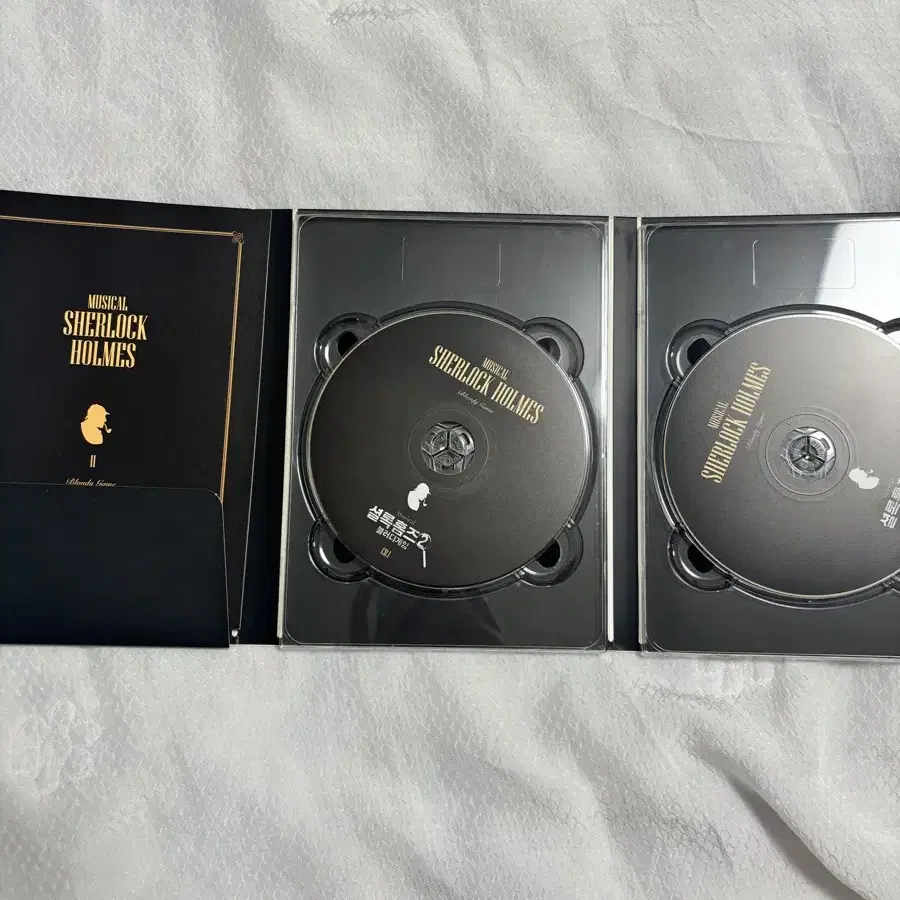 MUSICAL
SHERLOCK
HOLMES
II
Bloody Game
MUSICAL
SHERLOCK HOLMES
Bloody Game
Musical
셜록홈즈2
블러디게임
CD.1
MUSICAL
SHERLOCK HOLMES
Bloody Game
셜록홈